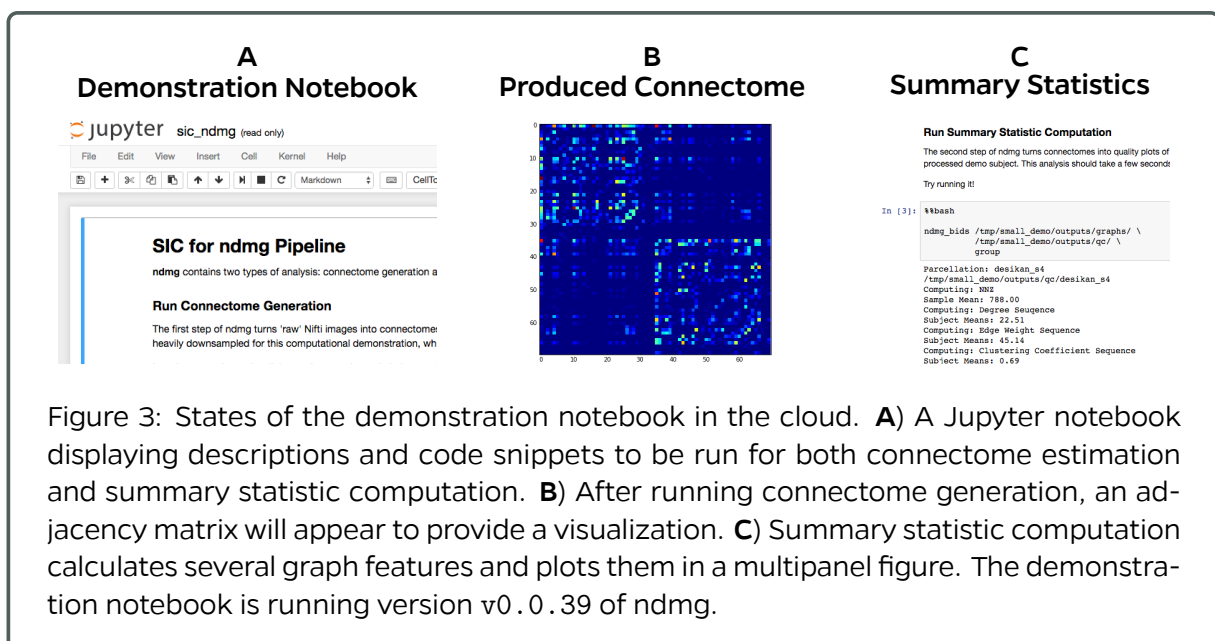 A
Demonstration Notebook
B
Produced Connectome
C
Summary Statistics
jupyter sic_ndmg (read only)
File Edit View Insert Cell Kernel Help
Markdown CellTo
SIC for ndmg Pipeline
ndmg contains two types of analysis: connectome generation a
Run Connectome Generation
The first step of ndmg turns 'raw' Nifti images into connectomes
heavily downsampled for this computational demonstration, wh
0
10
20
30
40
50
60
0 10 20 30 40 50 60
Run Summary Statistic Computation
The second step of ndmg turns connectomes into quality plots of
processed demo subject. This analysis should take a few seconds
Try running it!
In [3]: %%bash
ndmg_bids /tmp/small_demo/outputs/graphs/ \
/tmp/small_demo/outputs/qc/ \
group
Parcellation: desikan_s4
/tmp/small_demo/outputs/qc/desikan_s4
Computing: NNZ
Sample Mean: 788.00
Computing: Degree Seuqence
Subject Means: 22.51
Computing: Edge Weight Sequence
Subject Means: 45.14
Computing: Clustering Coefficient Sequence
Subject Means: 0.69
Figure 3: States of the demonstration notebook in the cloud. A) A Jupyter notebook
displaying descriptions and code snippets to be run for both connectome estimation
and summary statistic computation. B) After running connectome generation, an ad-
jacency matrix will appear to provide a visualization. C) Summary statistic computation
calculates several graph features and plots them in a multipanel figure. The demonstra-
tion notebook is running version v0.0.39 of ndmg.